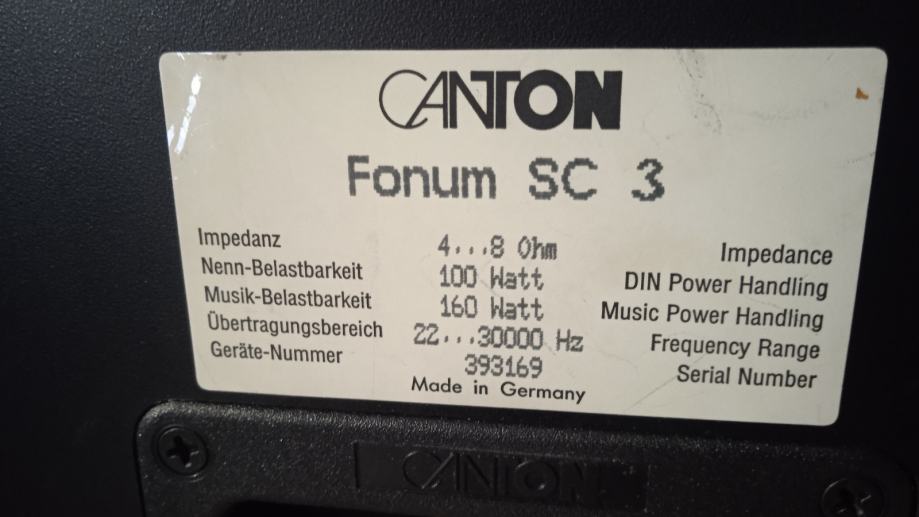 CANTON
Fonum SC 3
Impedanz 4...8 Ohm Impedance
Nenn-Belastbarkeit 100 Watt DIN Power Handling
Musik-Belastbarkeit 160 Watt Music Power Handling
Übertragungsbereich 22...30000 Hz Frequency Range
Geräte-Nummer 393169 Serial Number
Made in Germany
CANTON